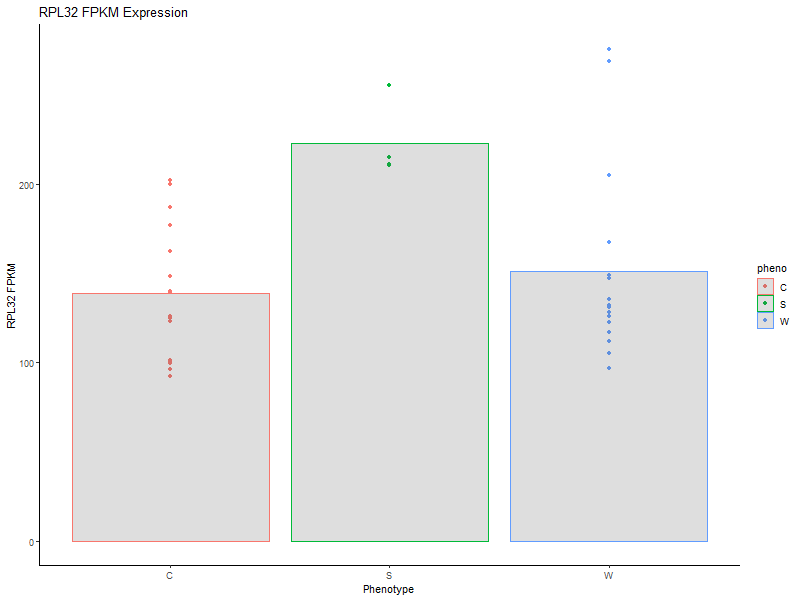 RPL32 FPKM Expression
RPL32 FPKM
200
100
0
C
S
W
Phenotype
pheno
C
S
W